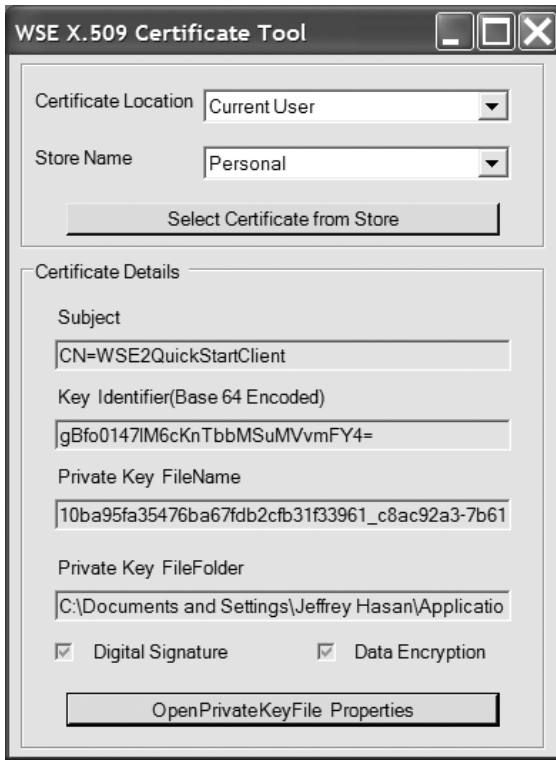 WSE X.509 Certificate Tool
Certificate Location Current User
Store Name Personal
Select Certificate from Store
Certificate Details
Subject
CN=WSE2QuickStartClient
Key Identifier(Base 64 Encoded)
gBfo0147lM6cKnTbbMSuMVvmFY4=
Private Key FileName
10ba95fa35476ba67fdb2cfb31f33961_c8ac92a3-7b61
Private Key FileFolder
C:\Documents and Settings\Jeffrey Hasan\Applicatio
Digital Signature Data Encryption
OpenPrivateKeyFile Properties